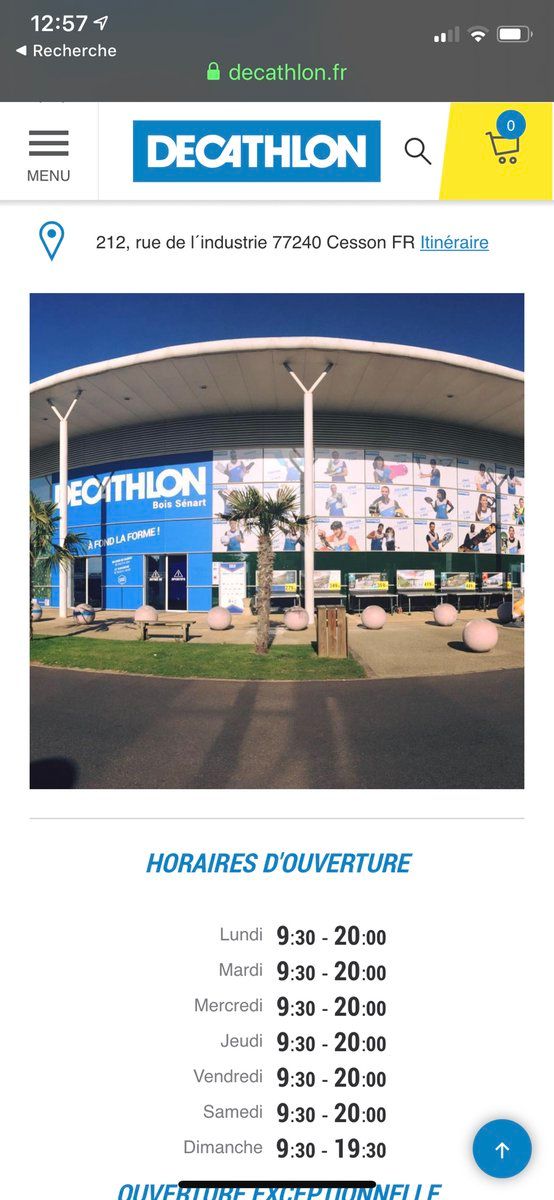 12:57
◀ Recherche
decathlon.fr
MENU
DECATHLON
0
212, rue de l´industrie 77240 Cesson FR Itinéraire
DECATHLON
Bois Sénart
À FOND LA FORME !
HORAIRES D'OUVERTURE
Lundi 9:30 - 20:00
Mardi 9:30 - 20:00
Mercredi 9:30 - 20:00
Jeudi 9:30 - 20:00
Vendredi 9:30 - 20:00
Samedi 9:30 - 20:00
Dimanche 9:30 - 19:30
OUVERTURE EXCEPTIONNELLE